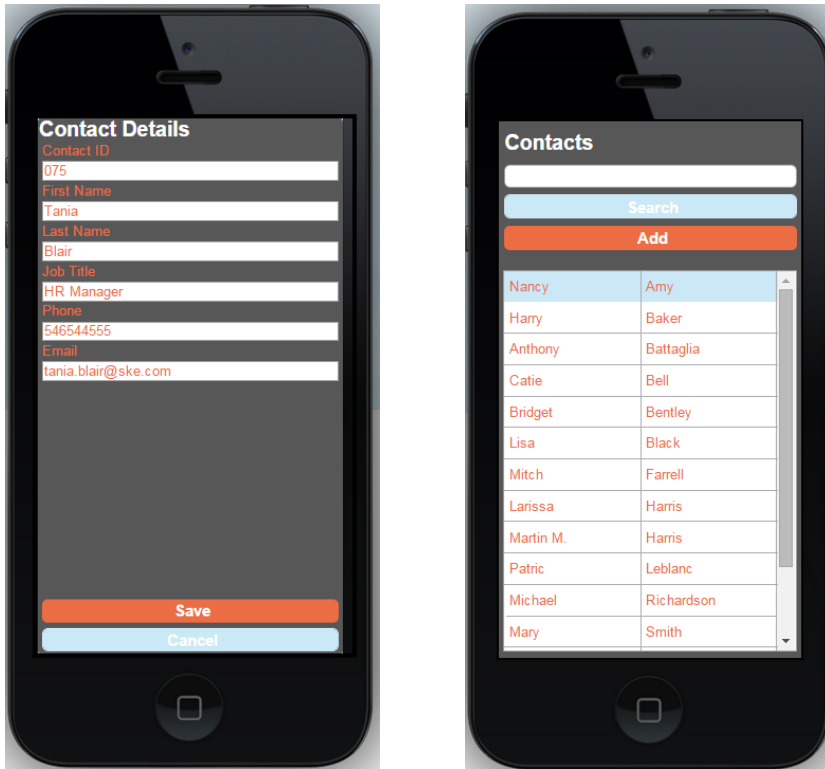 Contact Details
Contact ID
075
First Name
Tania
Last Name
Blair
Job Title
HR Manager
Phone
546544555
Email
tania.blair@ske.com
Save
Cancel
Contacts
Search
Add
Nancy Amy
Harry Baker
Anthony Battaglia
Catie Bell
Bridget Bentley
Lisa Black
Mitch Farrell
Larissa Harris
Martin M. Harris
Patric Leblanc
Michael Richardson
Mary Smith